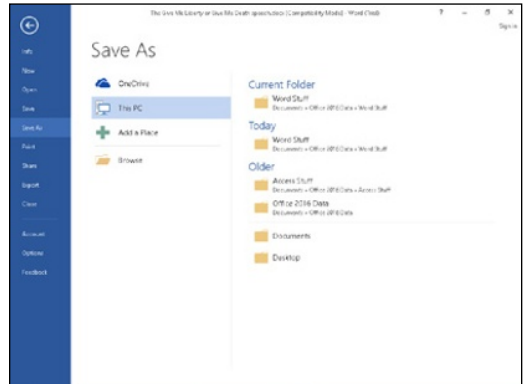 The Give Me Liberty or Give Me Death speech.docx [Compatibility Mode] - Word (Trial)
?
Sign in
Info
New
Open
Save
Save As
Print
Share
Export
Close
Account
Options
Feedback
Save As
OneDrive
This PC
Add a Place
Browse
Current Folder
Word Stuff
Documents » Office 2016 Data » Word Stuff
Today
Word Stuff
Documents » Office 2016 Data » Word Stuff
Older
Access Stuff
Documents » Office 2016 Data » Access Stuff
Office 2016 Data
Documents » Office 2016 Data
Documents
Desktop